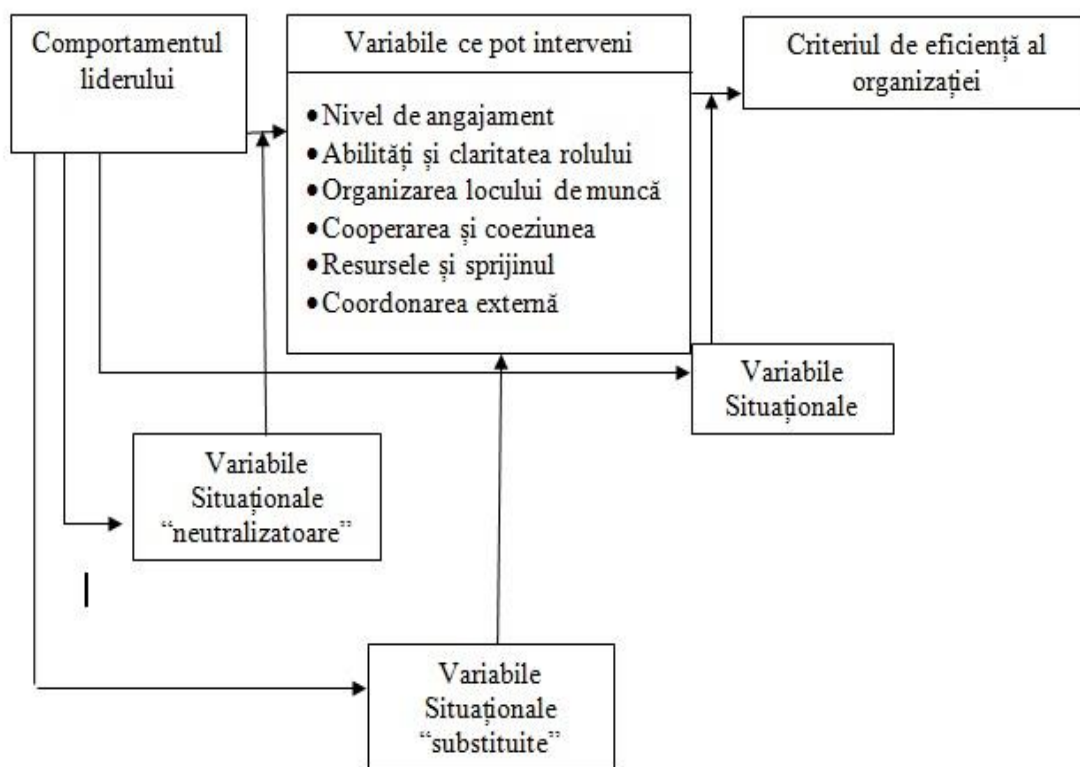 Comportamentul
liderului
Variabile ce pot interveni
•Nivel de angajament
•Abilități și claritatea rolului
•Organizarea locului de muncă
•Cooperarea și coeziunea
•Resursele și sprijinul
•Coordonarea externă
Criteriul de eficiență al
organizației
Variabile
Situaționale
Variabile
Situaționale
“neutralizatoare”
Variabile
Situaționale
“substituite”